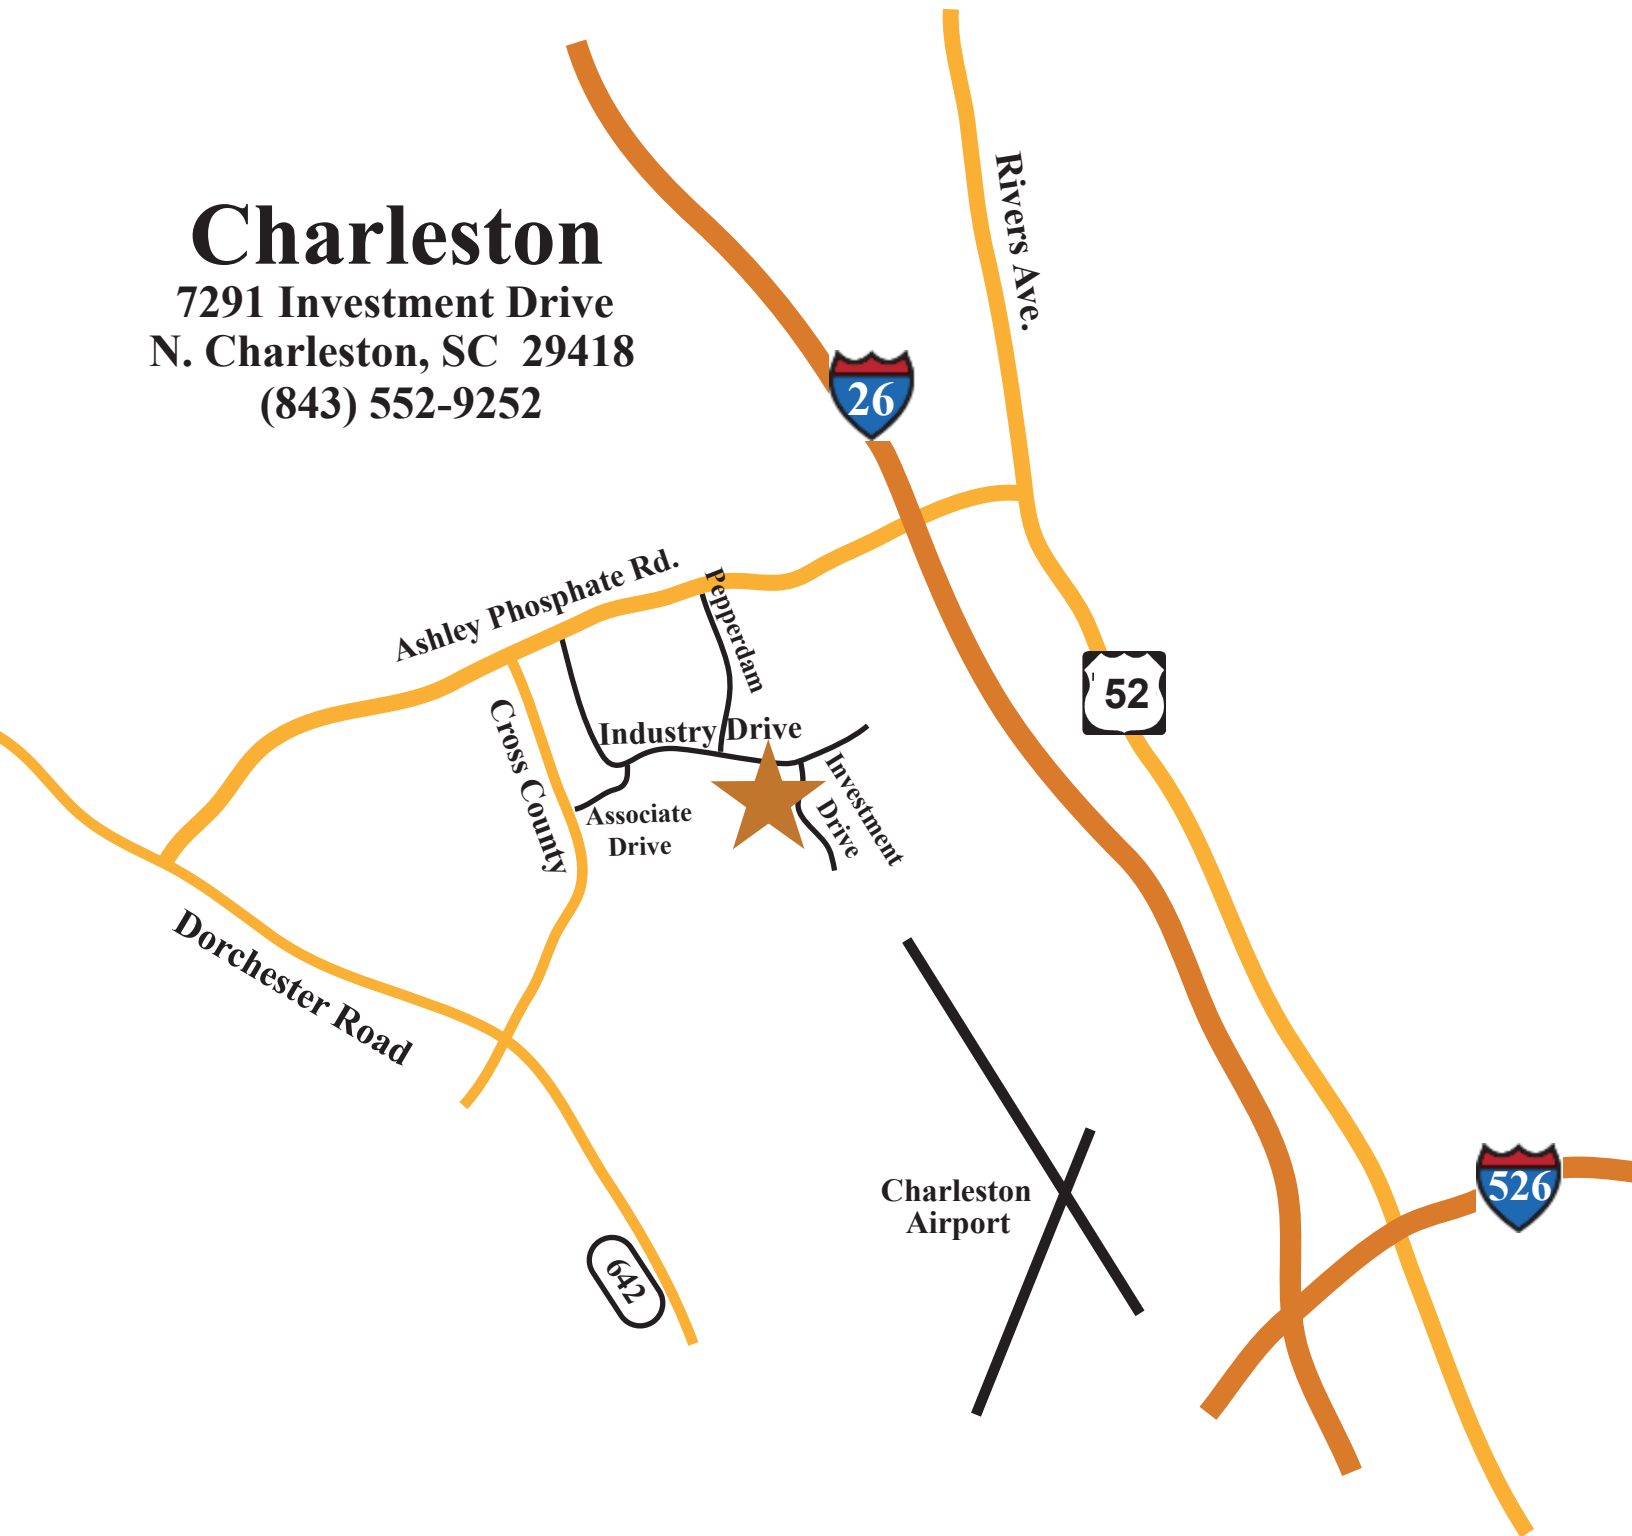 Rivers Ave.
Charleston
7291 Investment Drive
N. Charleston, SC  29418
(843) 552-9252
26
Ashley Phosphate Rd.
Pepperdam
52
Cross County
Industry Drive
Investment
Drive
Associate
Drive
Dorchester Road
Charleston
Airport
526
642